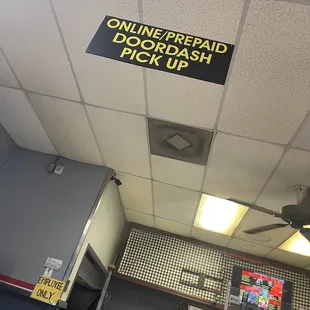 ONLINE/PREPAID
DOORDASH
PICK UP
EMPLOYEE
ONLY